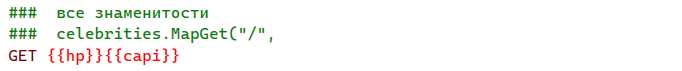 ###  все знаменитости
###  celebrities.MapGet("/",
GET {{hp}}{{capi}}